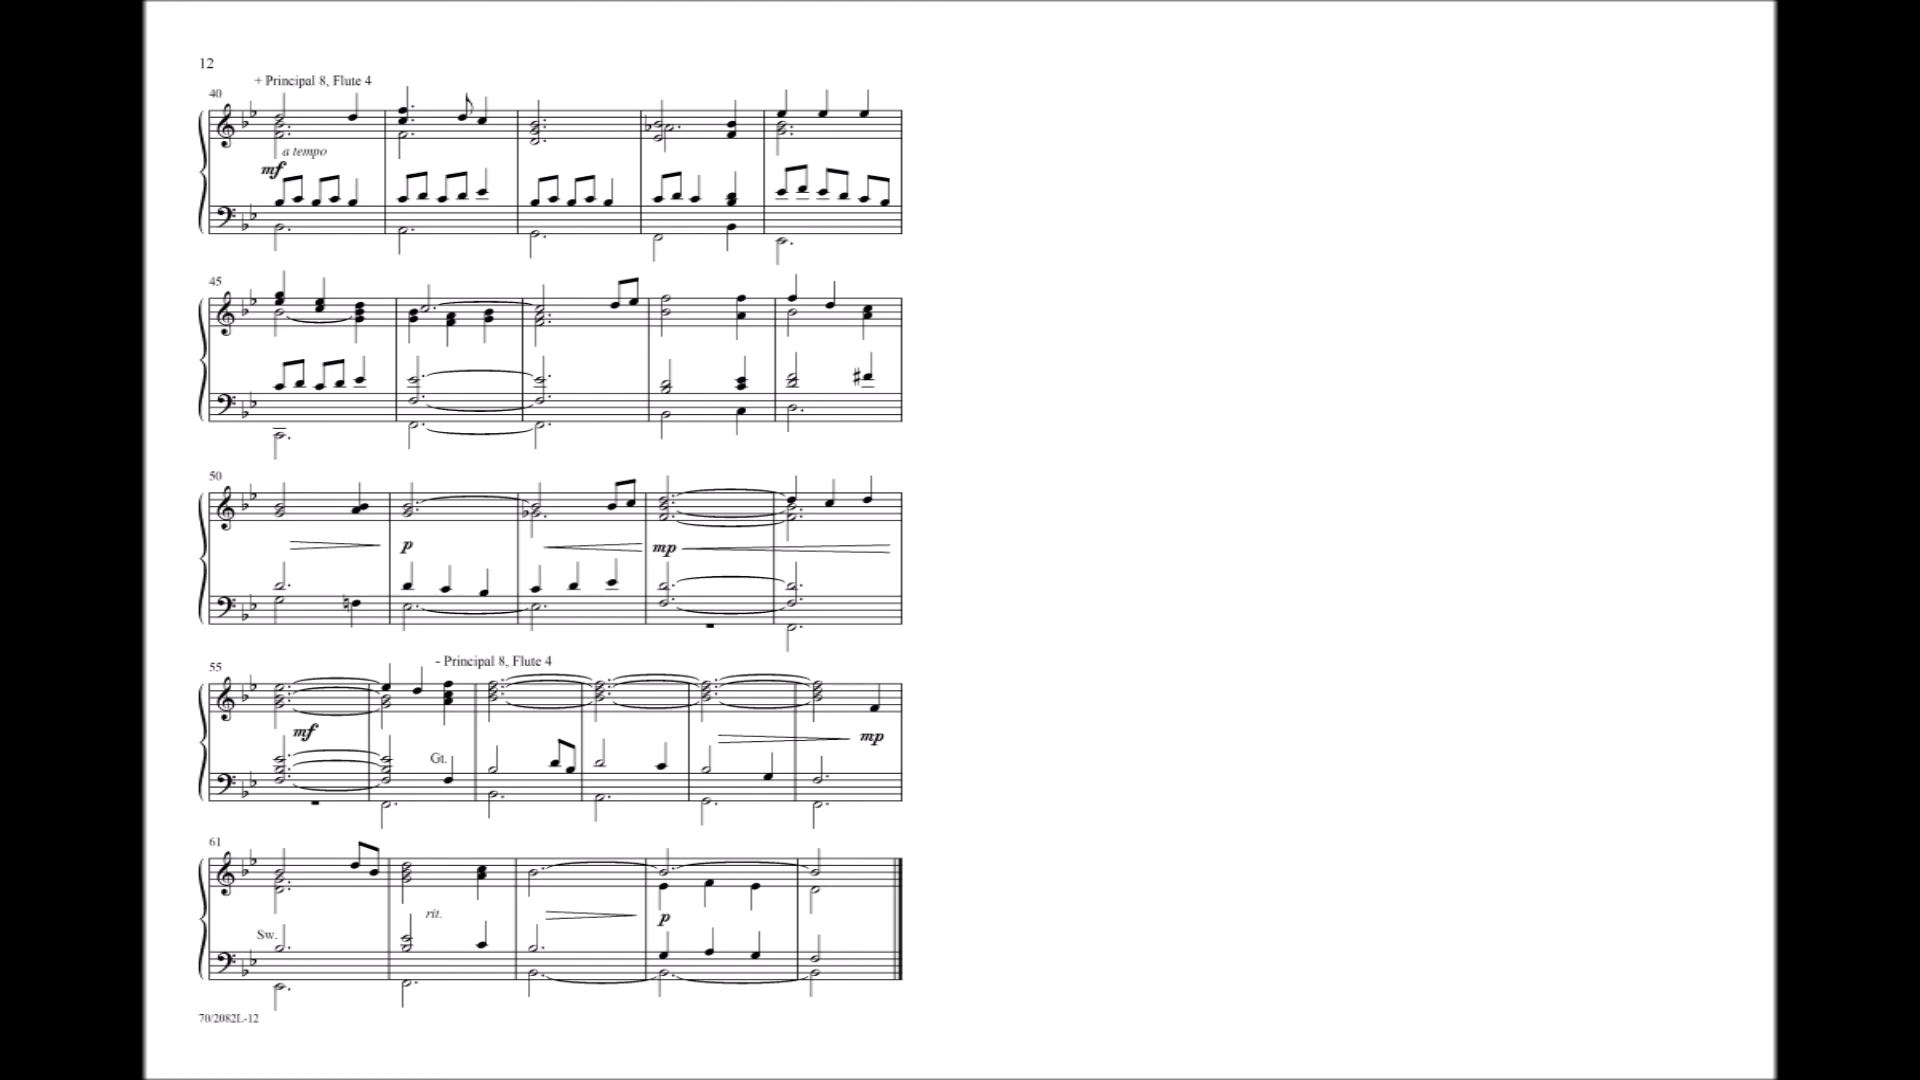 12
+ Principal 8, Flute 4
40
a tempo
mf
45
50
p
mp
55
- Principal 8, Flute 4
mf
Gt.
mp
61
rit.
Sw.
p
70/2082L-12